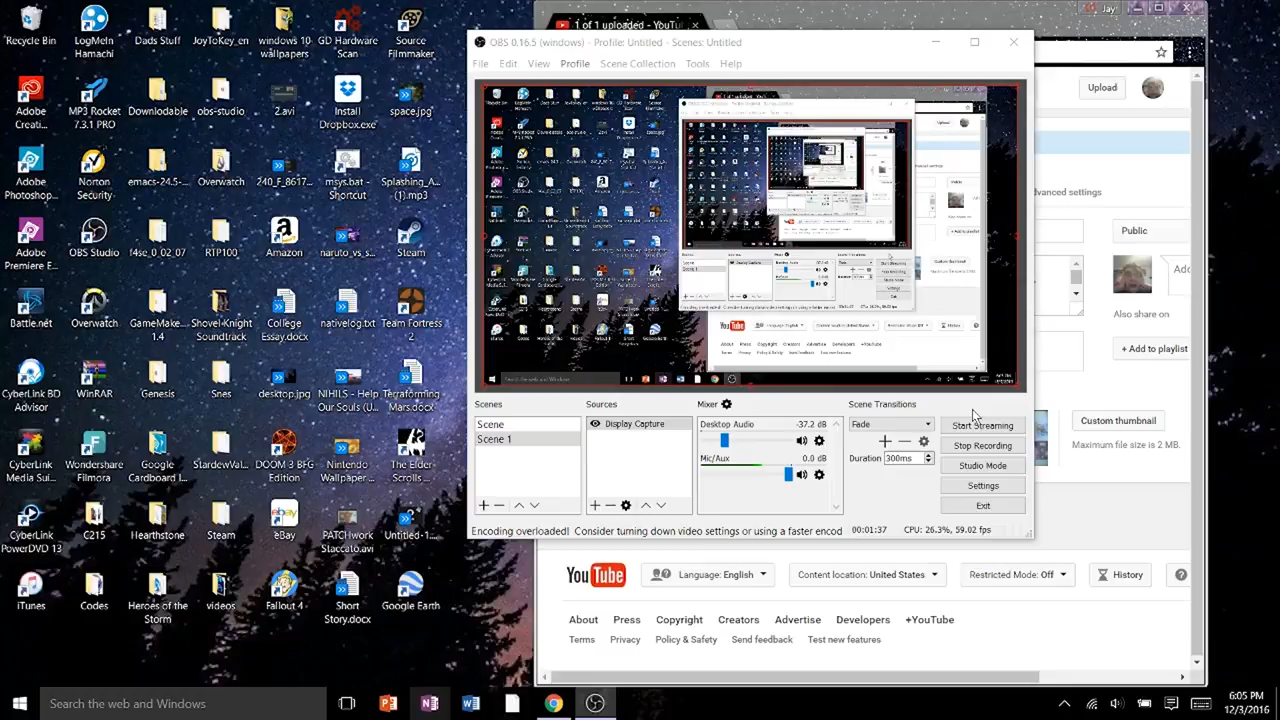 Recycle Bin
LogMeIn Hamachi
Dads Stuff
JoyToKey_en
windows 10 wallpapers
GD Hardware Scan
Source Filmmaker
Adobe Acrob...
MP3 Rocket 3.1 PRO
Downloadable
obs studio
2.avi
Install Dropbox.exe
space.jpg
Adobe Photoshop...
Norton Security
emacs-24.5-...
Overwatch
240_F_8617...
msys.bat - Shortcut
Splashing_A...
Adobe Premiere E...
OBS Studio
RTP100
Amazon
Steam
Battle.net
Overwatch
GameMake... 1.4
Shovel Knight Soundtrack
College Essay.docx
nativelog.txt
Team Fortress 2
CyberLink BD Advisor
WinRAR
Genesis
Snes
desktop.jpg
NIHILS - Help Our Souls (U...
Terraforming Mars.docx
CyberLink Media Sui...
Wondershare Filmora
Google Cardboard I...
StardewVal...
DOOM 3 BFG Edition
Nintendo Wallpaper ...
The Elder Scrolls ...
CyberLink PowerDVD 13
C215
Hearthstone
Steam
eBay
PATCHwork Staccato.avi
Untitled-1....
iTunes
Codes
Heroes of the Storm
videos
Fallout 4
Short Story.docx
Google Earth
1 of 1 uploaded - YouTu
Jay!
OBS 0.16.5 (windows) - Profile: Untitled - Scenes: Untitled
File Edit View Profile Scene Collection Tools Help
Scenes
Scene
Scene 1
Sources
Display Capture
Mixer
Desktop Audio -37.2 dB
Mic/Aux 0.0 dB
Scene Transitions
Fade
Duration 300ms
Start Streaming
Stop Recording
Studio Mode
Settings
Exit
Encoding overloaded! Consider turning down video settings or using a faster encod
00:01:37
CPU: 26.3%, 59.02 fps
Upload
dvanced settings
Public
Add
Also share on
+ Add to playlist
Custom thumbnail
Maximum file size is 2 MB.
YouTube
Language: English
Content location: United States
Restricted Mode: Off
History
About Press Copyright Creators Advertise Developers +YouTube
Terms Privacy Policy & Safety Send feedback Test new features
Search the web and Windows
6:05 PM
12/3/2016